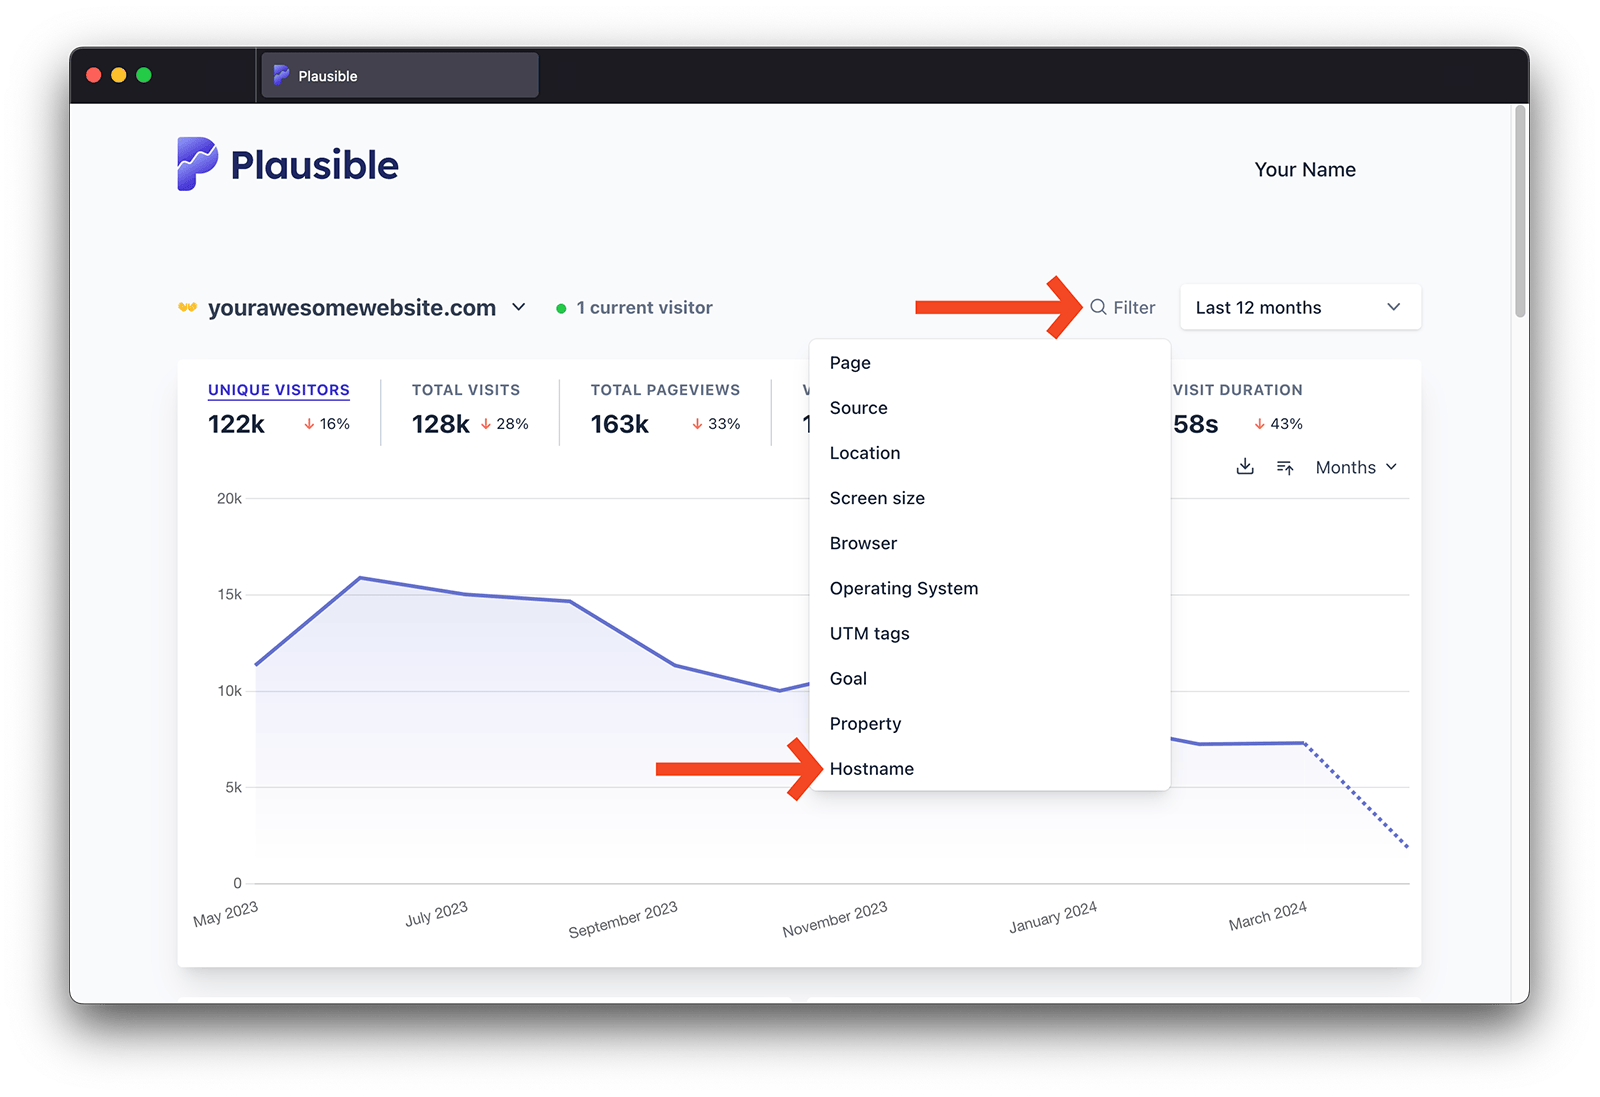 Plausible
Plausible
Your Name
yourawesomewebsite.com
1 current visitor
Filter
Last 12 months
Page
Source
Location
Screen size
Browser
Operating System
UTM tags
Goal
Property
Hostname
UNIQUE VISITORS
122k
16%
TOTAL VISITS
128k
28%
TOTAL PAGEVIEWS
163k
33%
VISIT DURATION
58s
43%
Months
20k
15k
10k
5k
0
May 2023
July 2023
September 2023
November 2023
January 2024
March 2024